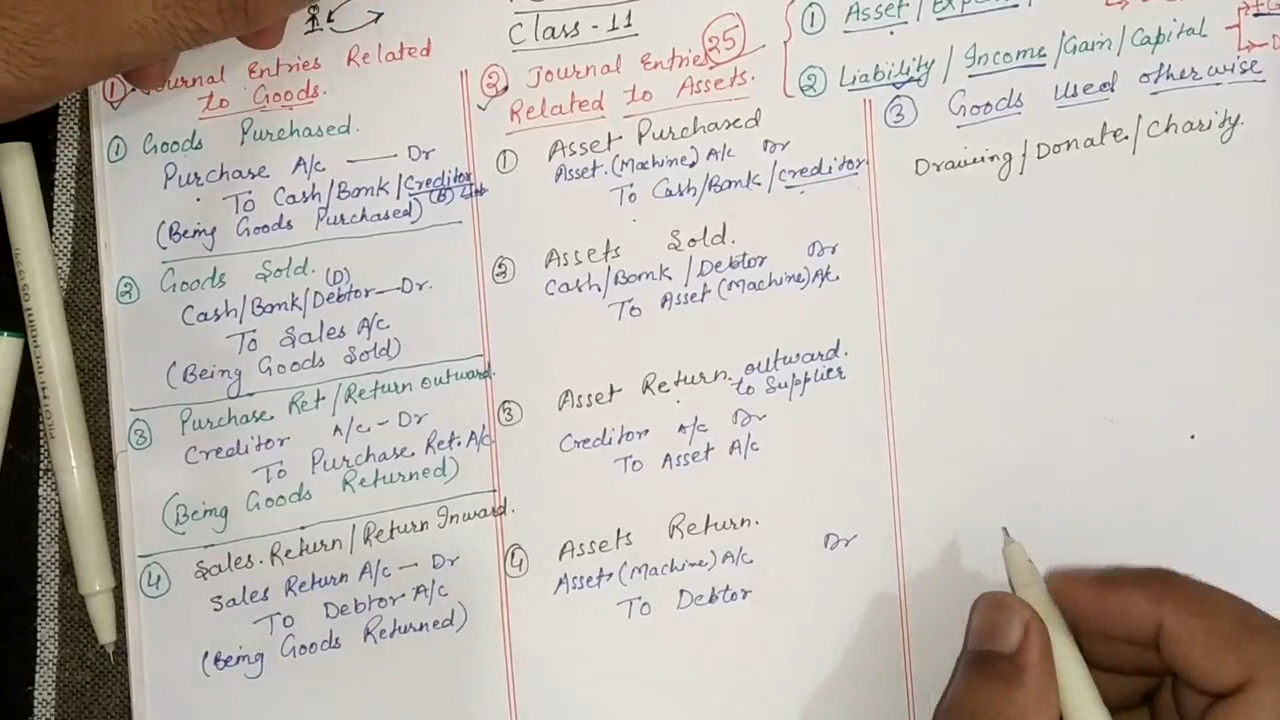 Class-11
① Asset/
② Liability/Income/Gain/Capital
① Journal Entries Related
to Goods.
① Goods Purchased.
Purchase A/c —— Dr
To Cash/Bank/Creditor
(B)
(Being Goods Purchased)
② Goods Sold.
(D)
Cash/Bank/Debtor—Dr.
To Sales A/c
(Being Goods Sold)
③ Purchase Ret/Return outward.
Creditor A/c - Dr
To Purchase Ret. A/c
(Being Goods Returned)
④ Sales. Return/Return Inward.
Sales Return A/c — Dr
To Debtor A/c
(Being Goods Returned)
② Journal Entries 25
Related to Assets.
① Asset Purchased
Asset.(Machine) A/c Dr
To Cash/Bank/creditor
② Assets Sold.
Cash/Bank/Debtor Dr
To Asset (Machine) A/c
③ Asset Return outward.
to Supplier
Creditor A/c Dr
To Asset A/c
④ Assets Return.
Asset (Machine) A/c Dr
To Debtor
③ Goods used otherwise
Drawing/Donate/Charity.
PILOT HI-TECPOINT